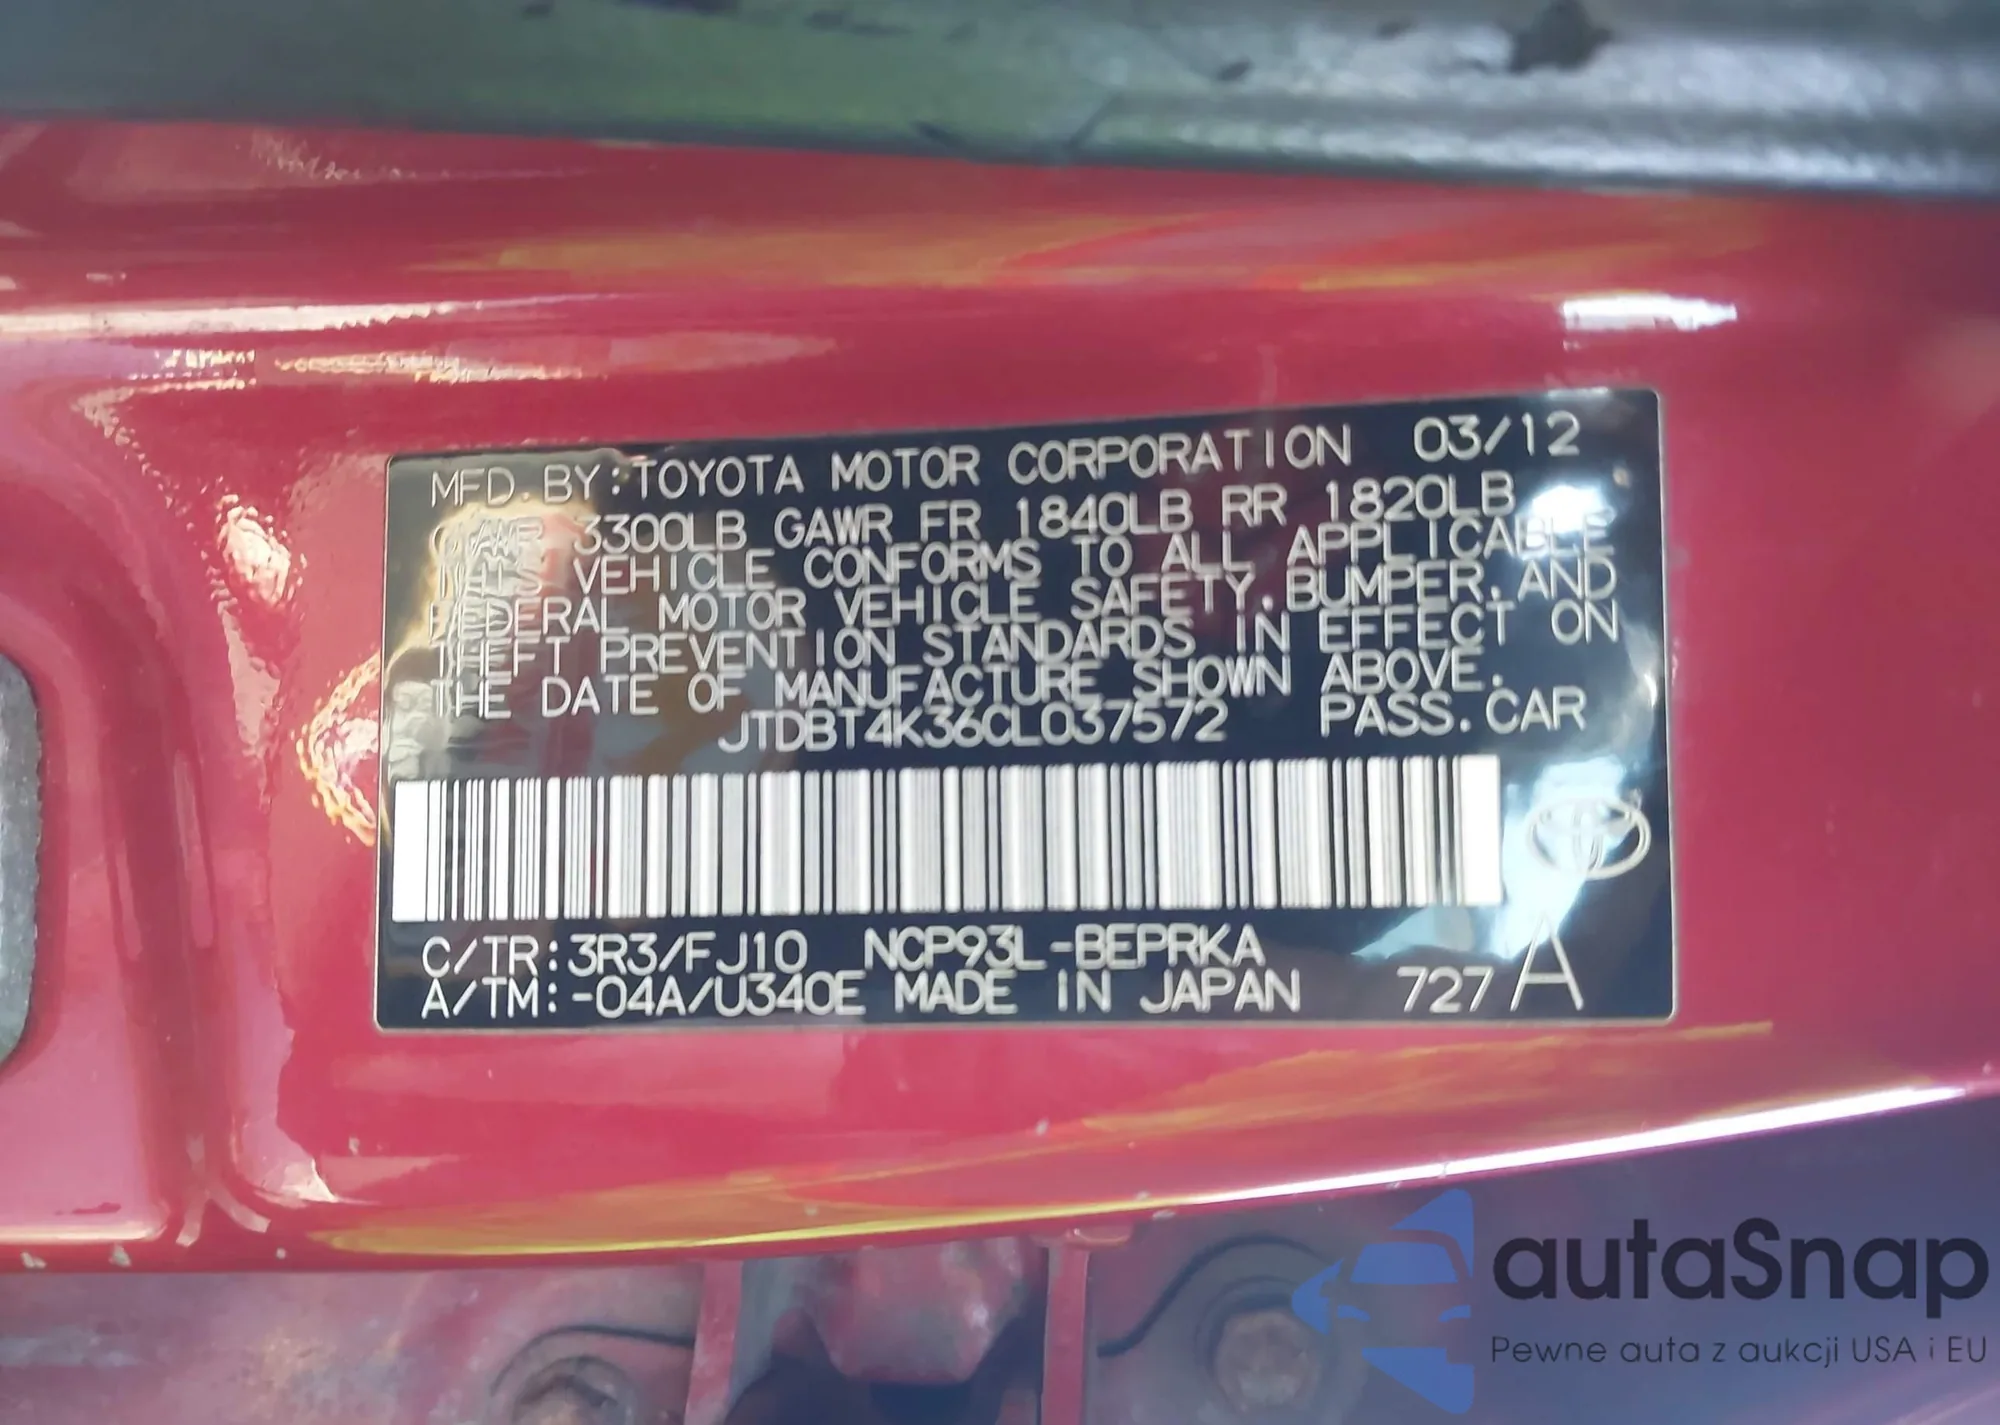 MFD. BY: TOYOTA MOTOR CORPORATION 03/12
GVWR 3300LB GAWR FR 1840LB RR 1820LB
THIS VEHICLE CONFORMS TO ALL APPLICABLE
FEDERAL MOTOR VEHICLE SAFETY, BUMPER, AND
THEFT PREVENTION STANDARDS IN EFFECT ON
THE DATE OF MANUFACTURE SHOWN ABOVE.
JTDBT4K36CL037572 PASS. CAR
C/TR: 3R3/FJ10 NCP93L-BEPRKA
A/TM: -04A/U340E MADE IN JAPAN 727 A
autaSnap
Pewne auta z aukcji USA i EU